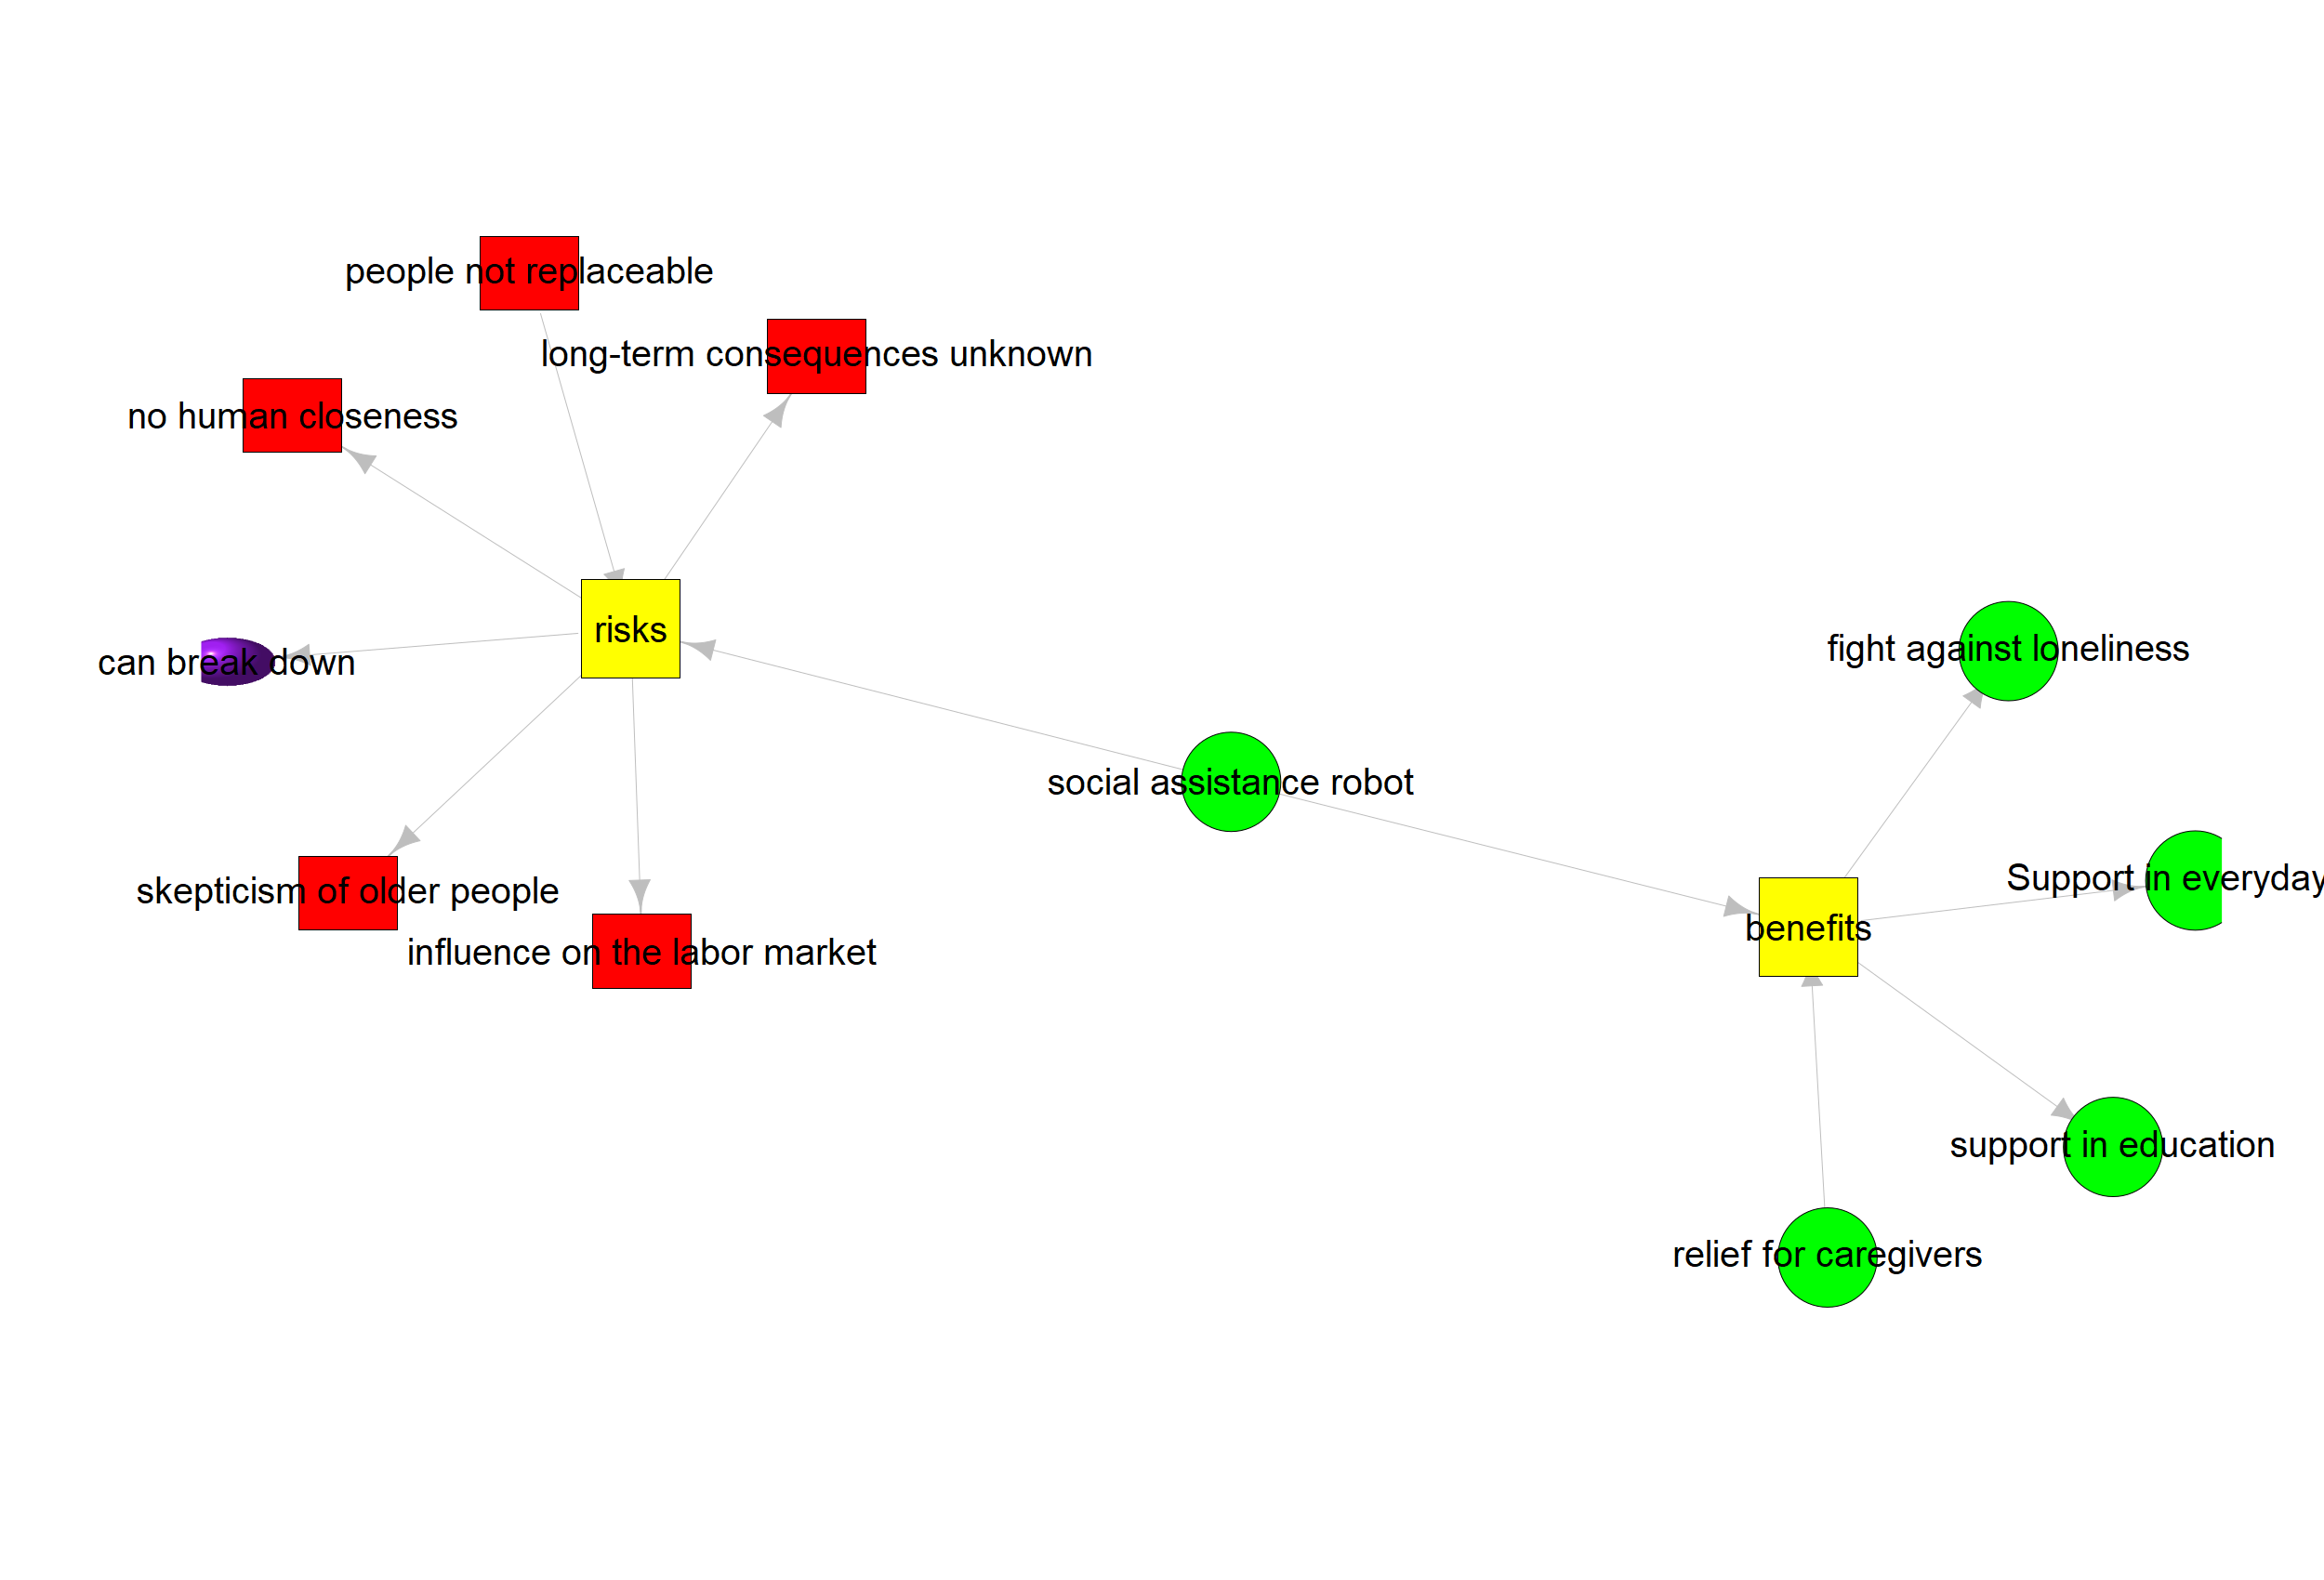 people not replaceable
long-term consequences unknown
no human closeness
risks
can break down
fight against loneliness
social assistance robot
Support in everyday
skepticism of older people
benefits
influence on the labor market
support in education
relief for caregivers